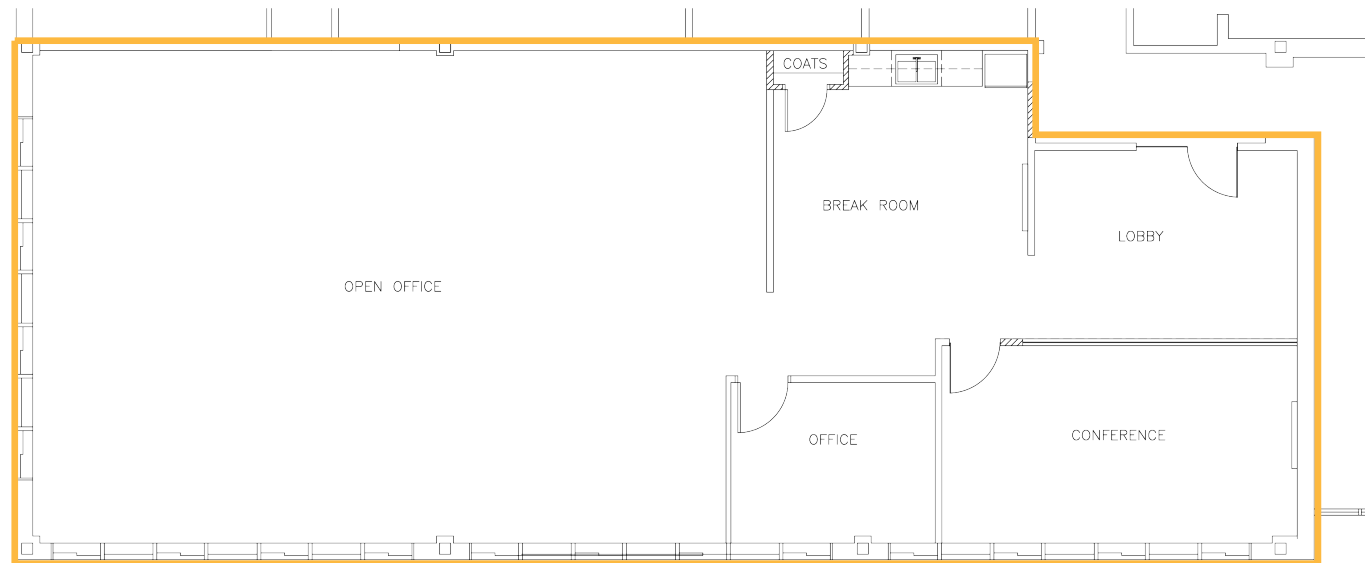 COATS
BREAK ROOM
LOBBY
OPEN OFFICE
OFFICE
CONFERENCE